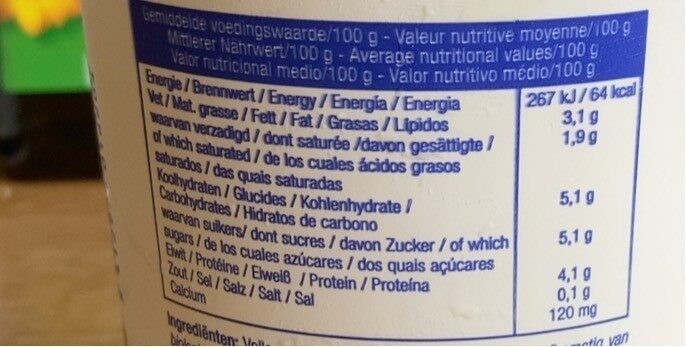 Gemiddelde voedingswaarde/100 g - Valeur nutritive moyenne/100 g
Mittlerer Nährwert/100 g - Average nutritional values/100 g
Valor nutricional medio/100 g - Valor nutritivo médio/100 g
Energie / Brennwert / Energy / Energía / Energia 267 kJ / 64 kcal
Vet / Mat. grasse / Fett / Fat / Grasas / Lípidos 3,1 g
waarvan verzadigd / dont saturée /davon gesättigte / 1,9 g
of which saturated / de los cuales ácidos grasos
saturados / das quais saturadas
Koolhydraten / Glucides / Kohlenhydrate / 5,1 g
Carbohydrates / Hidratos de carbono
waarvan suikers/ dont sucres / davon Zucker / of which 5,1 g
sugars / de los cuales azúcares / dos quais açúcares
Eiwit / Protéine / Eiweiß / Protein / Proteína 4,1 g
Zout / Sel / Salz / Salt / Sal 0,1 g
Calcium 120 mg
Ingrediënten: van